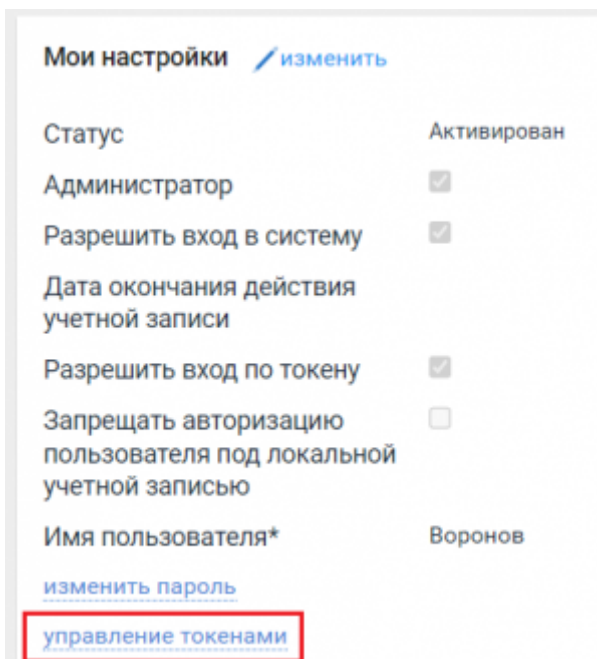 Мои настройки изменить
Статус Активирован
Администратор
Разрешить вход в систему
Дата окончания действия
учетной записи
Разрешить вход по токену
Запрещать авторизацию
пользователя под локальной
учетной записью
Имя пользователя* Воронов
изменить пароль
управление токенами